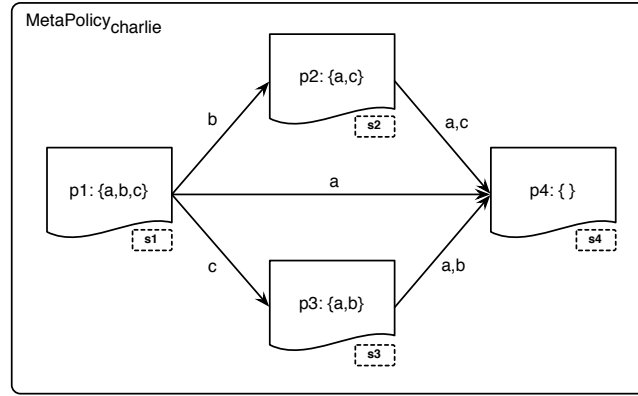 MetaPolicycharlie
p2: {a,c}
s2
b
a,c
p1: {a,b,c}
a
p4: { }
s1
s4
c
a,b
p3: {a,b}
s3